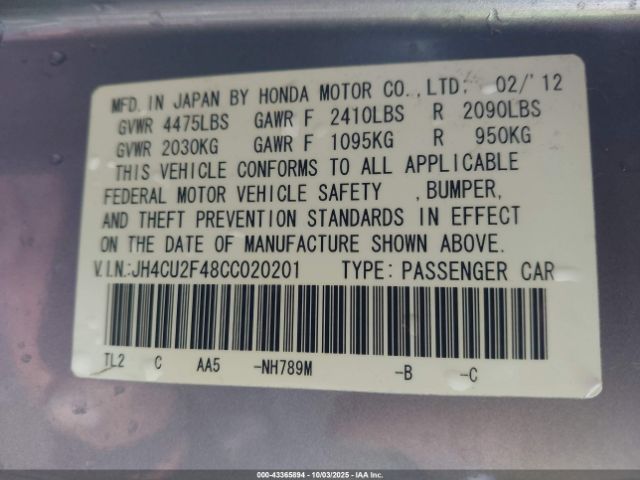 MFD. IN JAPAN BY HONDA MOTOR CO., LTD. 02/'12
GVWR 4475LBS GAWR F 2410LBS R 2090LBS
GVWR 2030KG GAWR F 1095KG R 950KG
THIS VEHICLE CONFORMS TO ALL APPLICABLE
FEDERAL MOTOR VEHICLE SAFETY , BUMPER,
AND THEFT PREVENTION STANDARDS IN EFFECT
ON THE DATE OF MANUFACTURE SHOWN ABOVE.
V.I.N.:JH4CU2F48CC020201 TYPE: PASSENGER CAR
TL2 C AA5 -NH789M -B -C
000-43365894 | 10/03/2025 | IAA Inc.